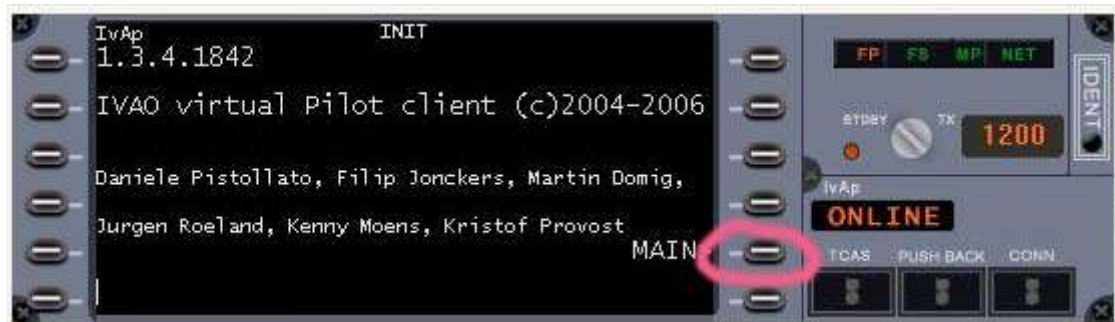 IvAp INIT
1.3.4.1842
IVAO virtual Pilot client (c)2004-2006
Daniele Pistollato, Filip Jonckers, Martin Domig,
Jurgen Roeland, Kenny Moens, Kristof Provost
MAIN>
FP FS MP NET
IDENT
STDBY TX 1200
IvAp
ONLINE
TCAS PUSH BACK CONN